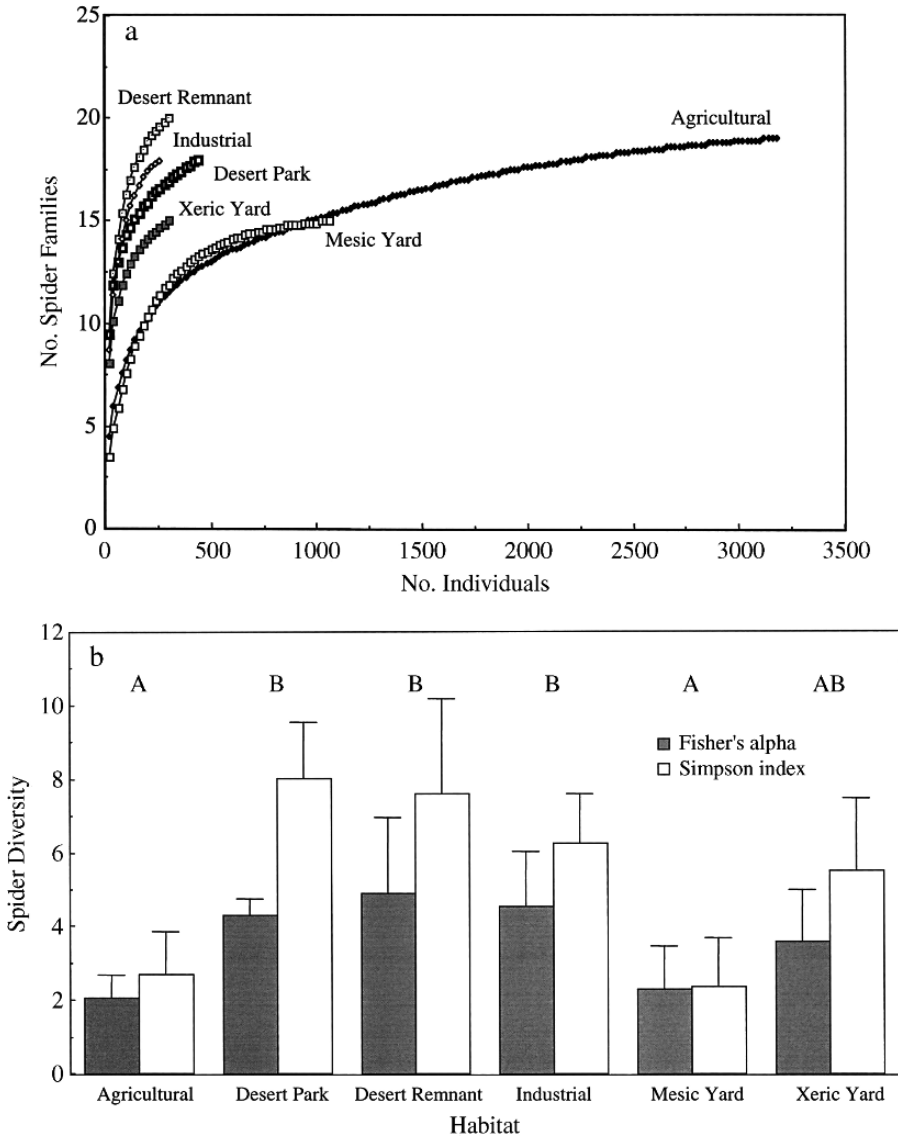 a
25
20
15
10
5
0
No. Spider Families
Desert Remnant
Industrial
Desert Park
Xeric Yard
Agricultural
Mesic Yard
0 500 1000 1500 2000 2500 3000 3500
No. Individuals
b
12
10
8
6
4
2
0
Spider Diversity
A B B B A AB
Fisher's alpha
Simpson index
Agricultural Desert Park Desert Remnant Industrial Mesic Yard Xeric Yard
Habitat